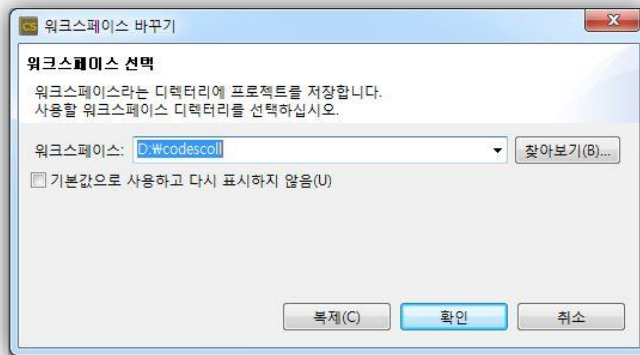 CS 워크스페이스 바꾸기
워크스페이스 선택
워크스페이스라는 디렉터리에 프로젝트를 저장합니다.
사용할 워크스페이스 디렉터리를 선택하십시오.
워크스페이스: D:₩codescoll 찾아보기(B)...
기본값으로 사용하고 다시 표시하지 않음(U)
복제(C) 확인 취소